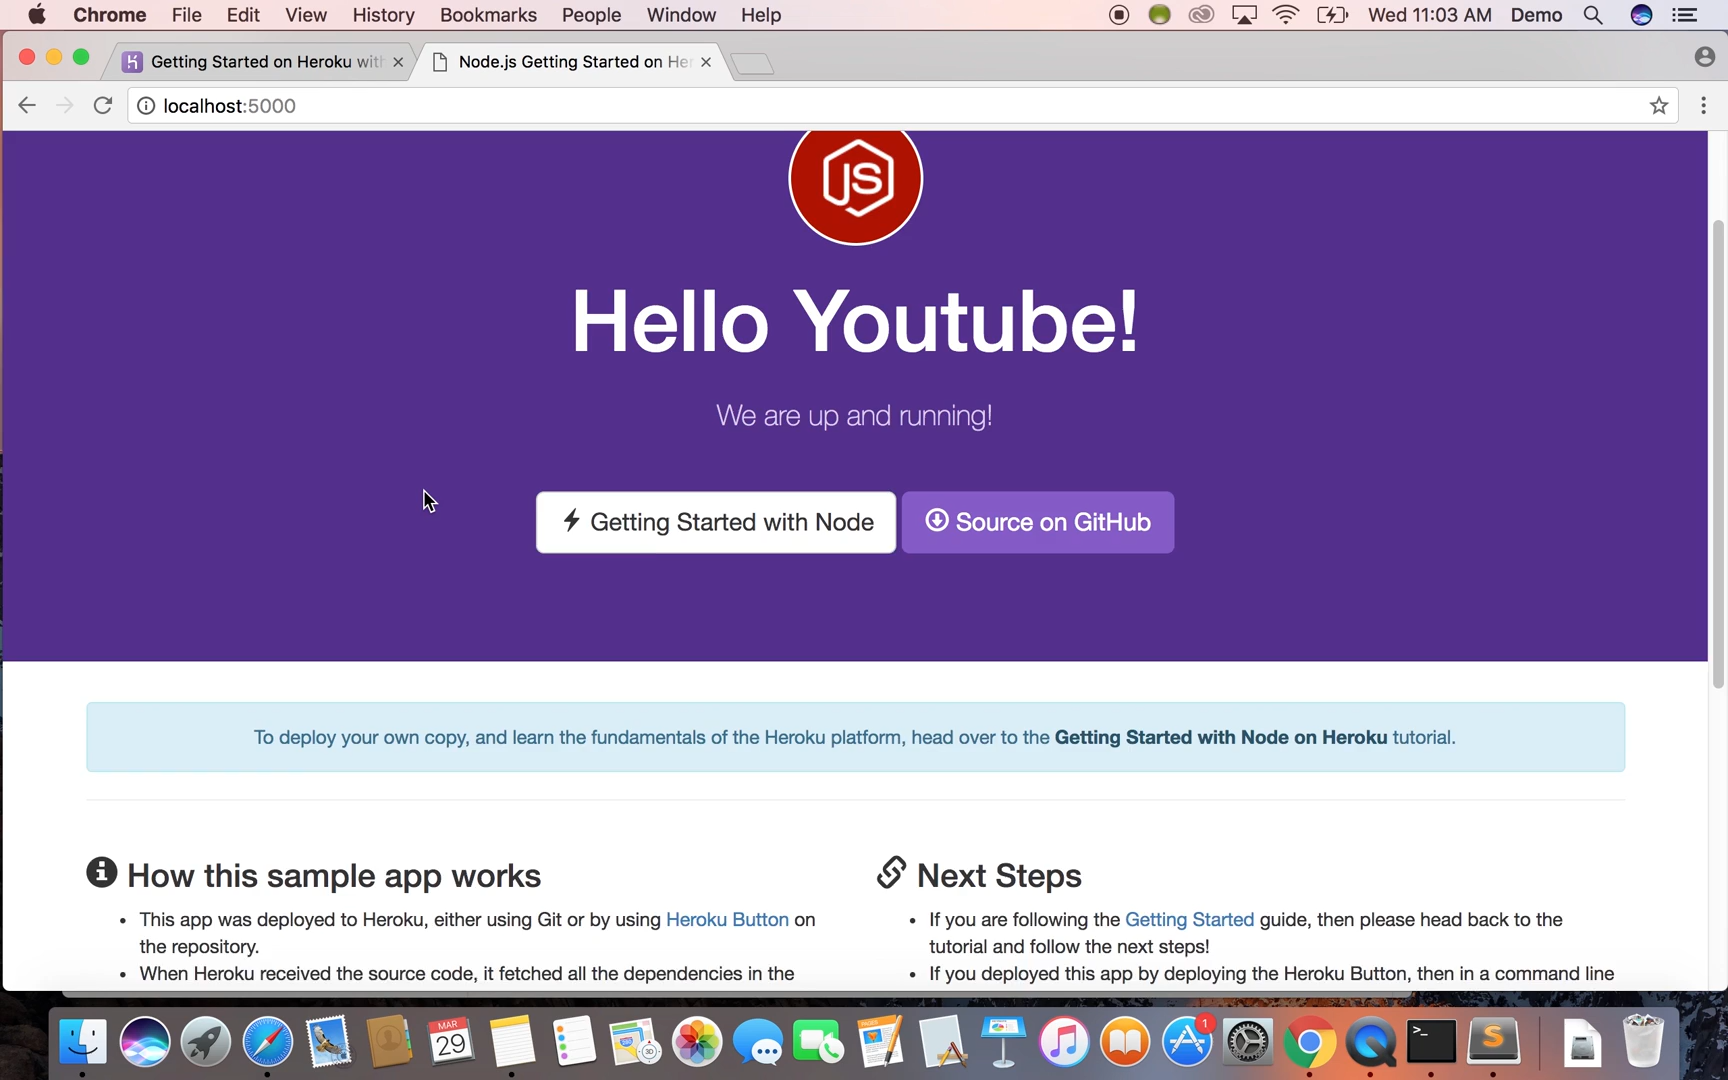 Chrome File Edit View History Bookmarks People Window Help Wed 11:03 AM Demo
Getting Started on Heroku with Node.js Getting Started on Her
localhost:5000
JS
Hello Youtube!
We are up and running!
Getting Started with Node Source on GitHub
To deploy your own copy, and learn the fundamentals of the Heroku platform, head over to the Getting Started with Node on Heroku tutorial.
How this sample app works
• This app was deployed to Heroku, either using Git or by using Heroku Button on
the repository.
• When Heroku received the source code, it fetched all the dependencies in the
Next Steps
• If you are following the Getting Started guide, then please head back to the
tutorial and follow the next steps!
• If you deployed this app by deploying the Heroku Button, then in a command line
MAR
29
3D
PAGES
1
>_
S